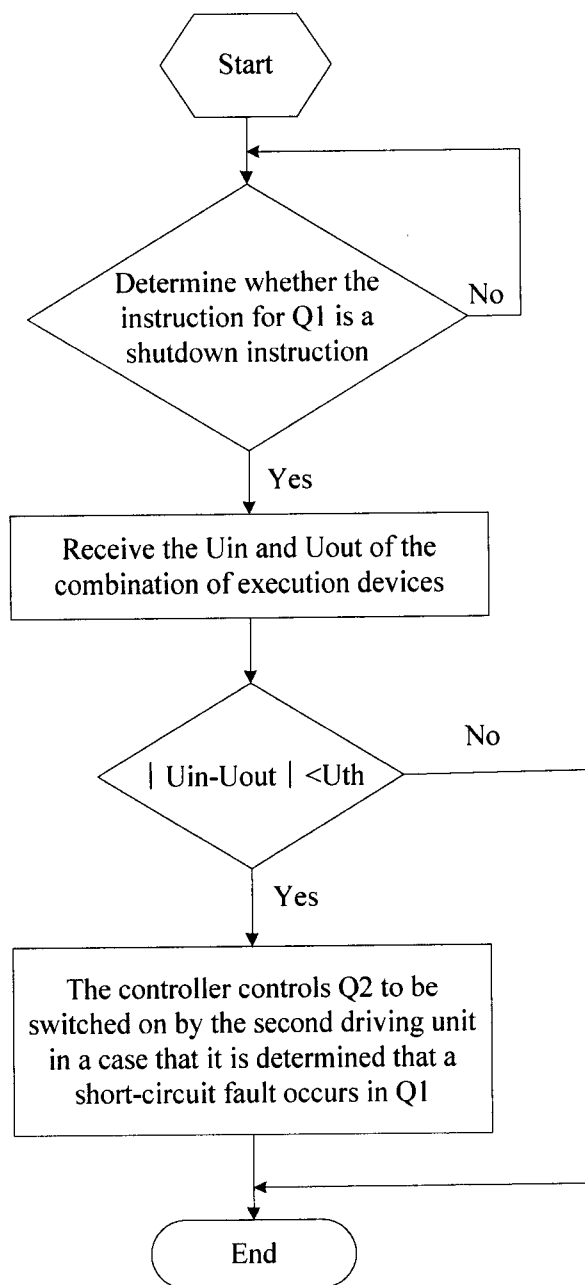 Start
Determine whether the
instruction for Q1 is a
shutdown instruction
No
Yes
Receive the Uin and Uout of the
combination of execution devices
| Uin-Uout | <Uth
No
Yes
The controller controls Q2 to be
switched on by the second driving unit
in a case that it is determined that a
short-circuit fault occurs in Q1
End